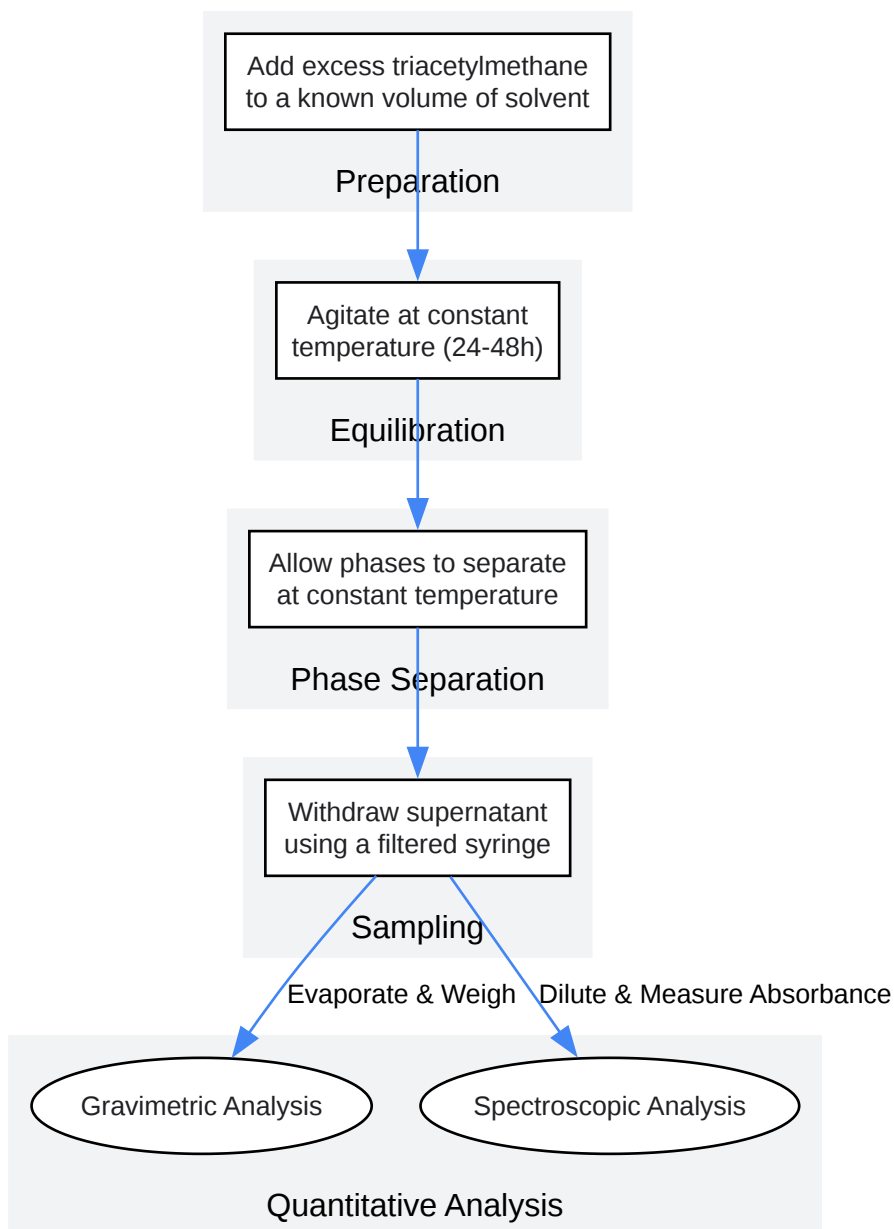 Add excess triacetylmethane
to a known volume of solvent
Preparation
Agitate at constant
temperature (24-48h)
Equilibration
Allow phases to separate
at constant temperature
Phase Separation
Withdraw supernatant
using a filtered syringe
Sampling
Evaporate & Weigh
Dilute & Measure Absorbance
Gravimetric Analysis
Spectroscopic Analysis
Quantitative Analysis